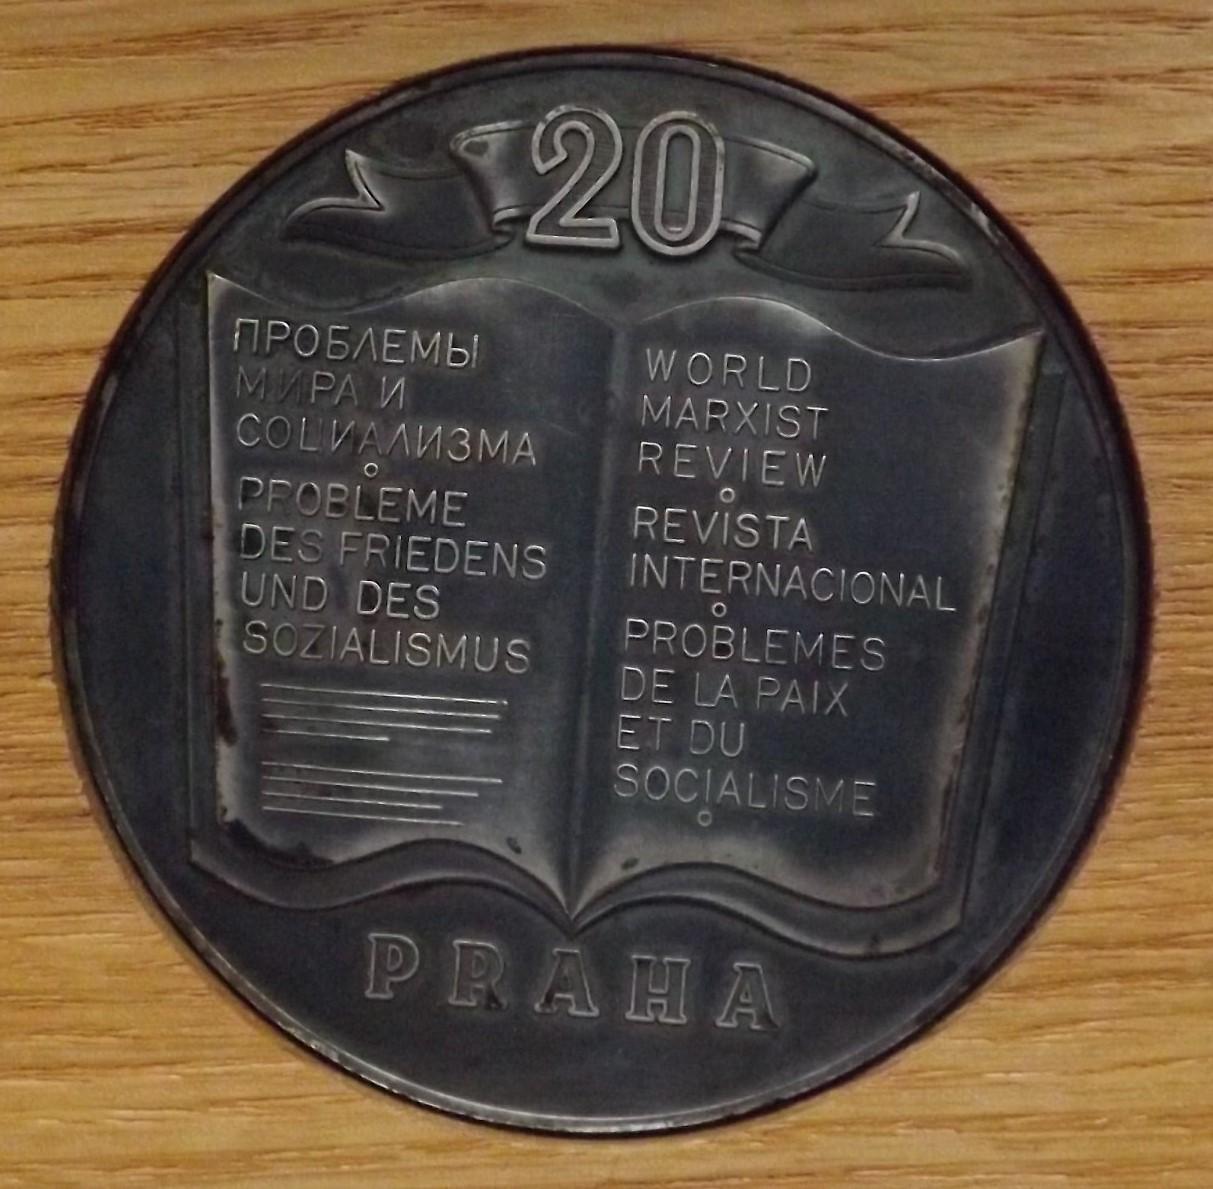 20
ПРОБЛЕМЫ
МИРА И
СОЦИАЛИЗМА
PROBLEME
DES FRIEDENS
UND DES
SOZIALISMUS
WORLD
MARXIST
REVIEW
REVISTA
INTERNACIONAL
PROBLEMES
DE LA PAIX
ET DU
SOCIALISME
PRAHA